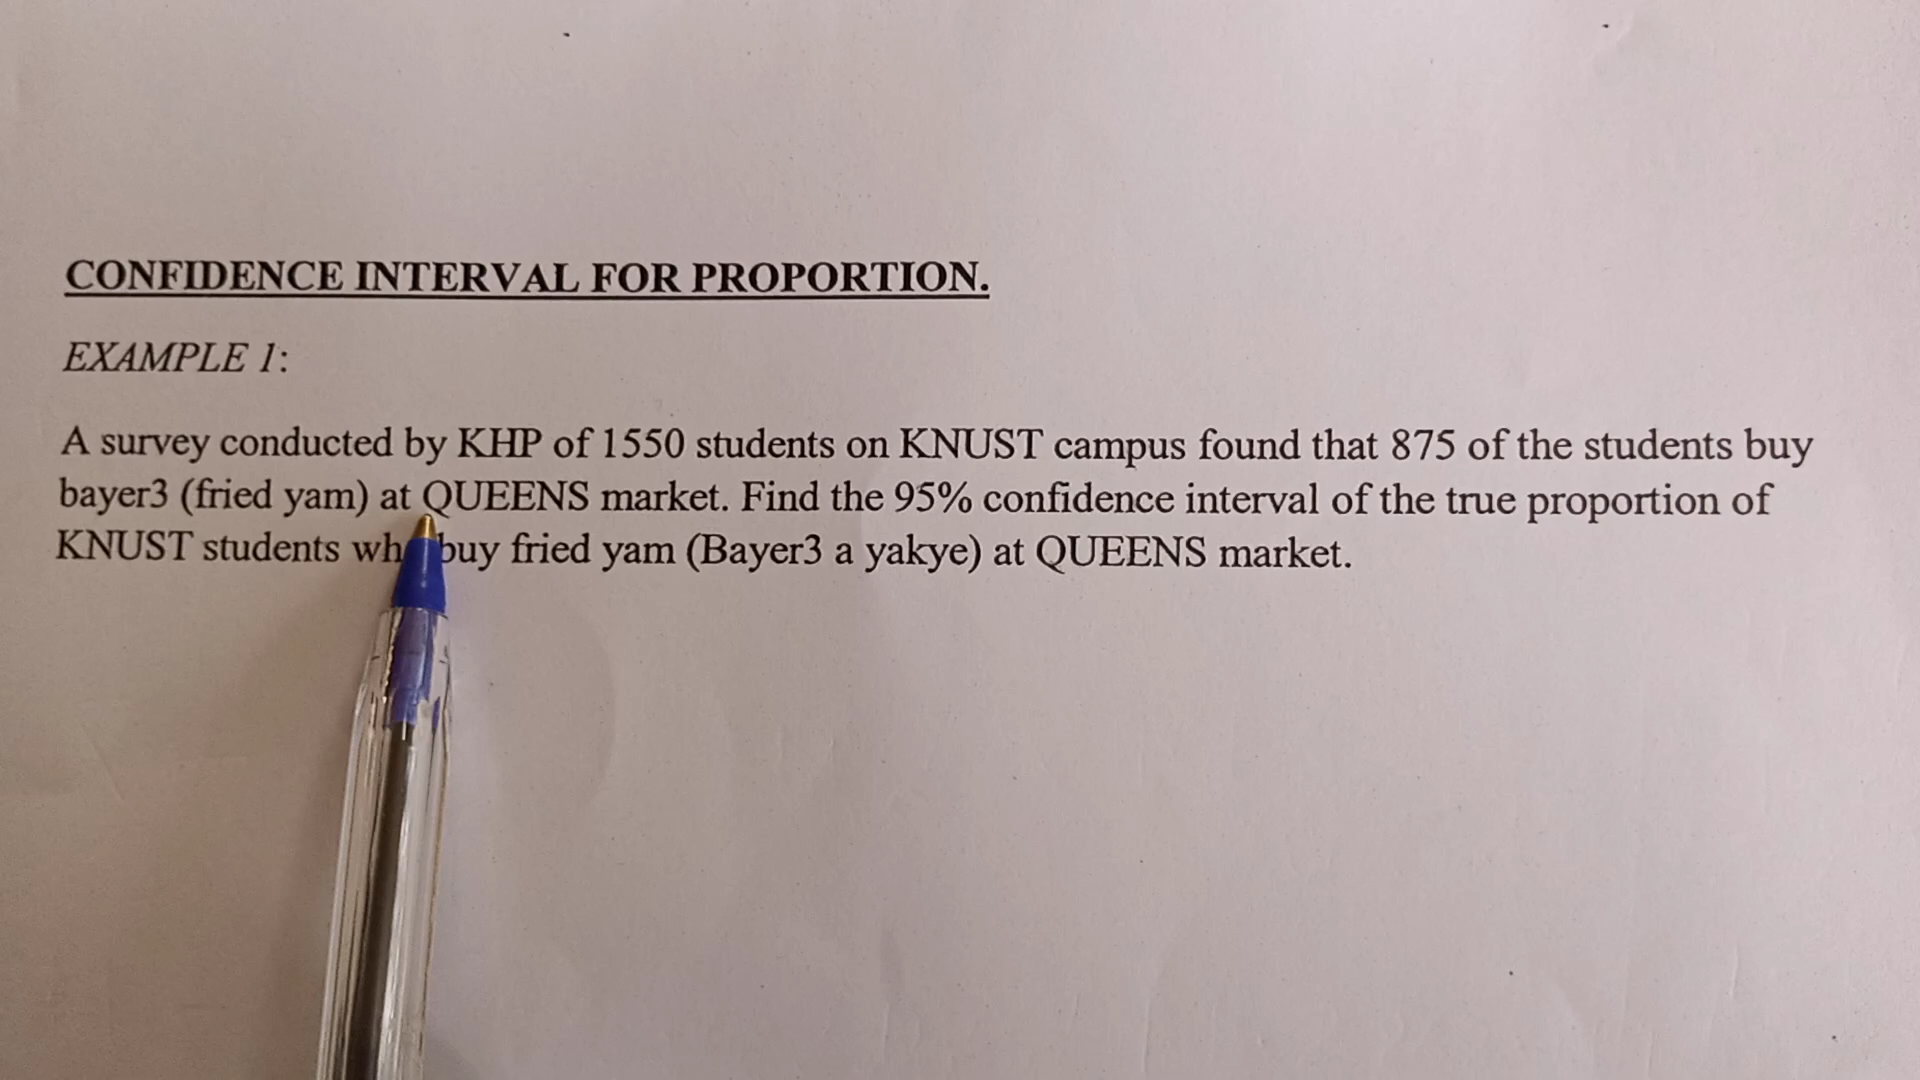 CONFIDENCE INTERVAL FOR PROPORTION.
EXAMPLE 1:
A survey conducted by KHP of 1550 students on KNUST campus found that 875 of the students buy
bayer3 (fried yam) at QUEENS market. Find the 95% confidence interval of the true proportion of
KNUST students buy fried yam (Bayer3 a yakye) at QUEENS market.